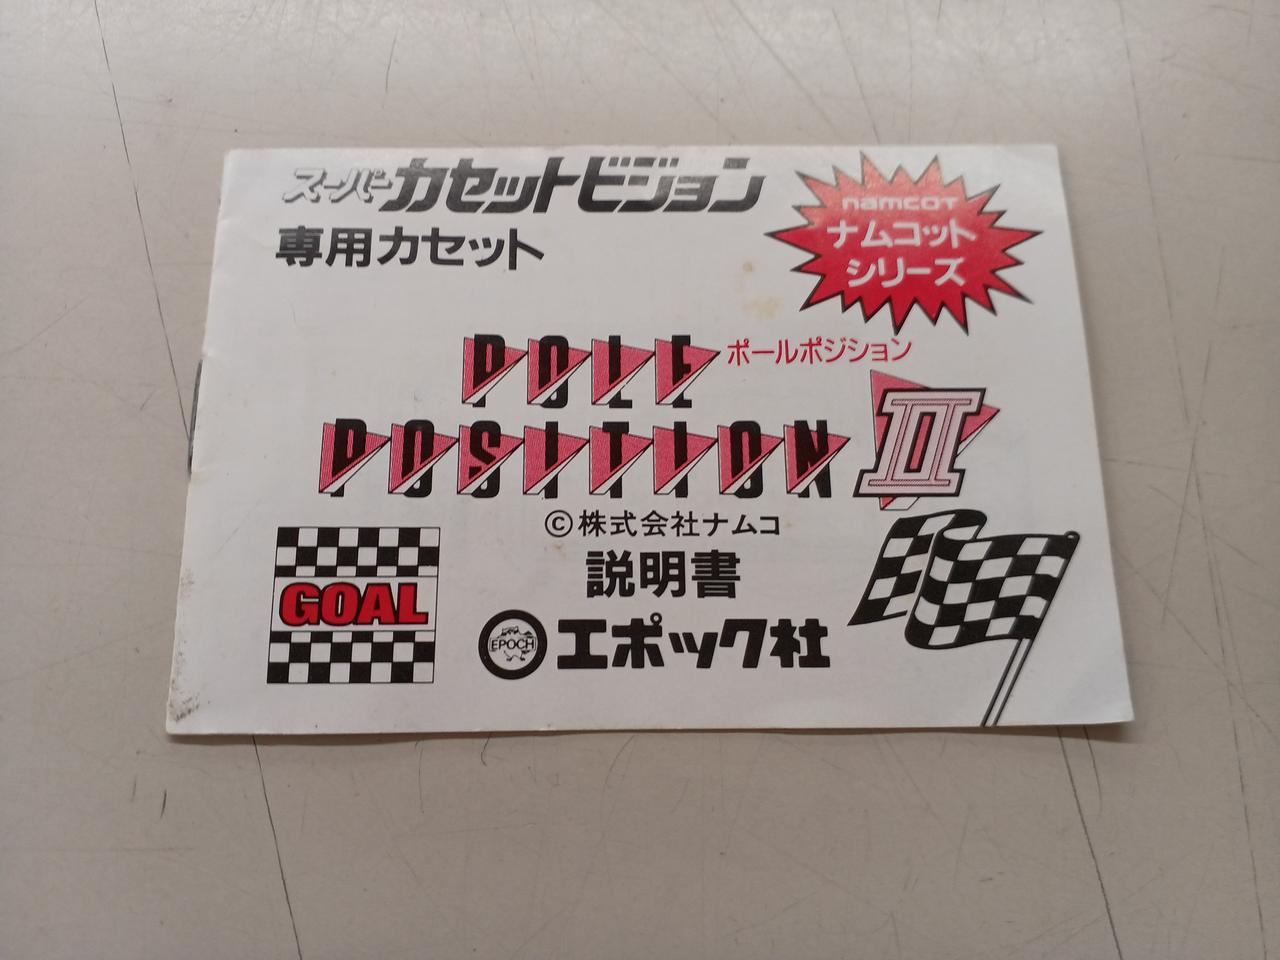 スーパーカセットビジョン
専用カセット
namcot
ナムコット
シリーズ
POLE
ポールポジション
POSITION II
©株式会社ナムコ
説明書
GOAL
EPOCH
エポック社